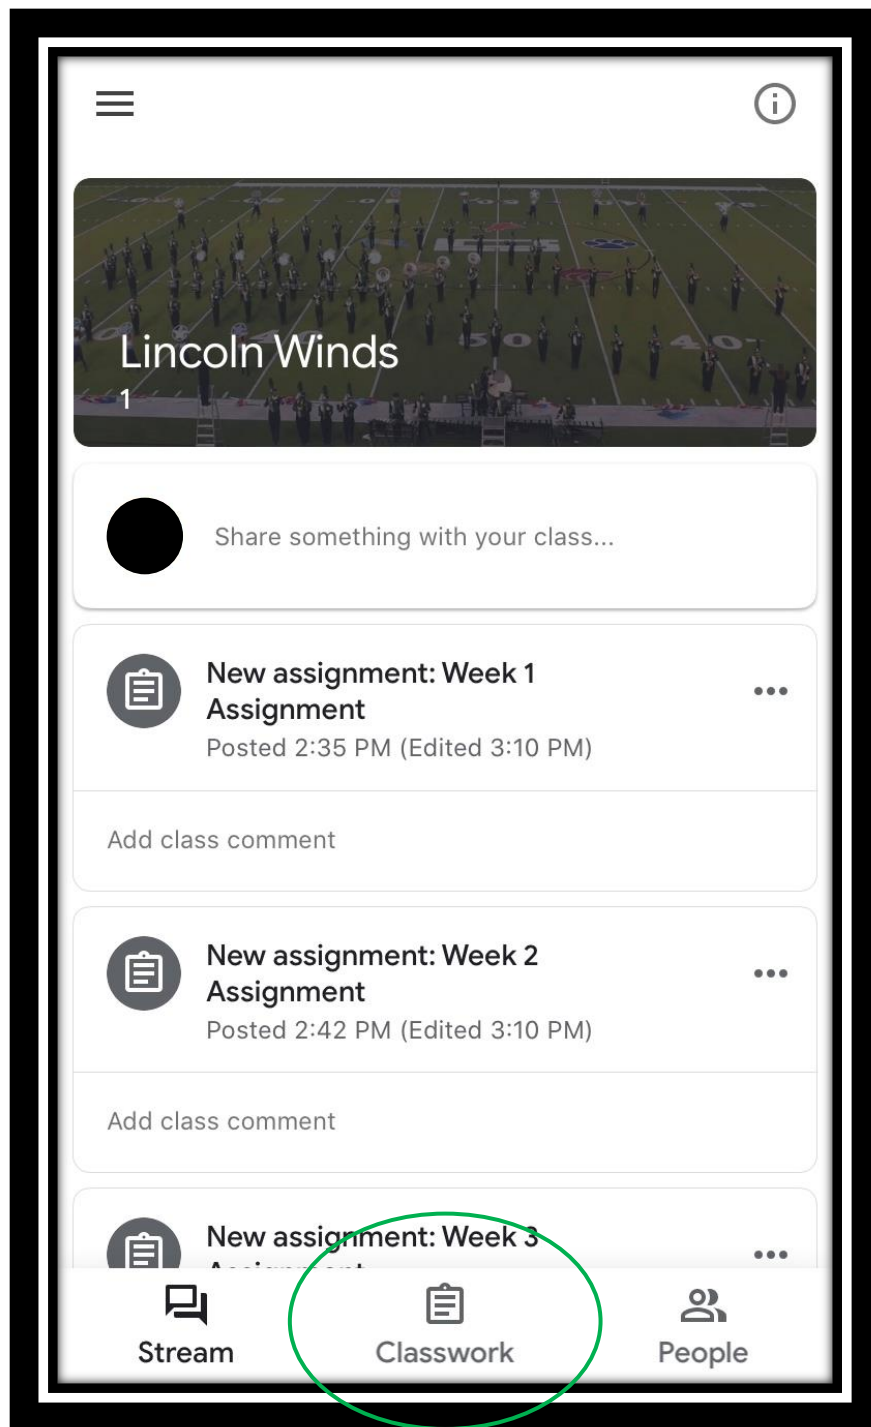 Lincoln Winds
1
Share something with your class...
New assignment: Week 1
Assignment
Posted 2:35 PM (Edited 3:10 PM)
Add class comment
New assignment: Week 2
Assignment
Posted 2:42 PM (Edited 3:10 PM)
Add class comment
New assignment: Week 3
Stream
Classwork
People